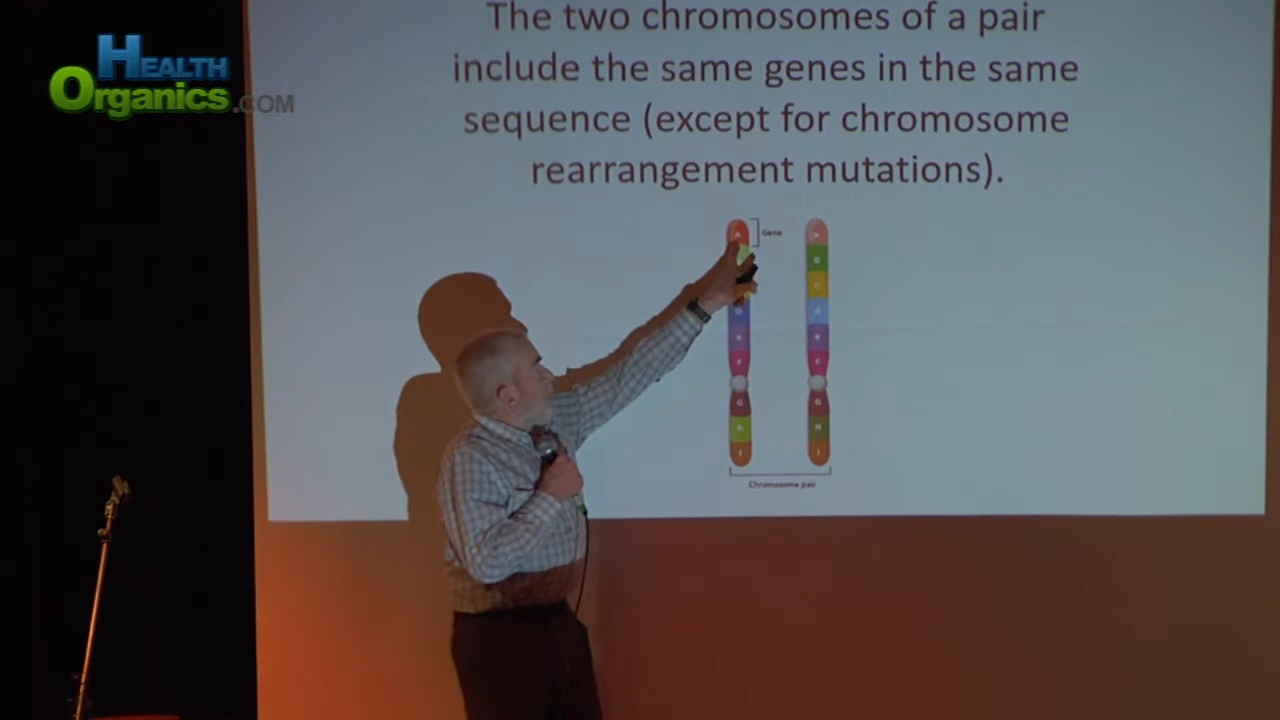 HEALTH
Organics.COM
The two chromosomes of a pair
include the same genes in the same
sequence (except for chromosome
rearrangement mutations).
A
Gene
a
B
C
D
d
e
e
F
F
G
G
h
H
I
I
Chromosome pair